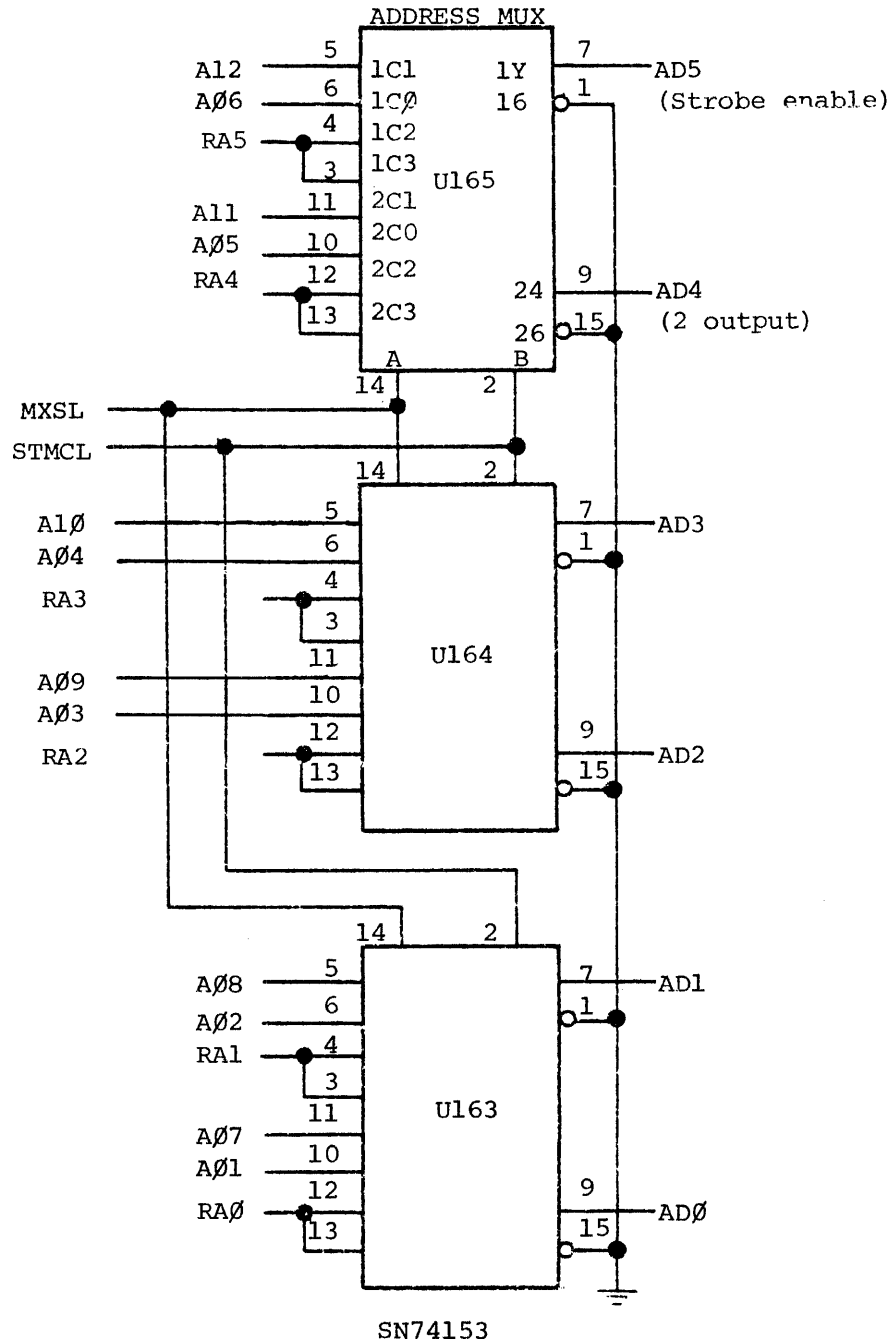 ADDRESS MUX
A12 5 1C1 1Y 7 AD5
AØ6 6 1CØ 16 1 (Strobe enable)
RA5 4 1C2
3 1C3 U165
A11 11 2C1
AØ5 10 2C0
RA4 12 2C2 24 9 AD4
13 2C3 26 15 (2 output)
A B
14 2
MXSL
STMCL
14 2
A1Ø 5 7 AD3
AØ4 6 1
RA3 4
3
11 U164
AØ9
10
AØ3
12 9
RA2 AD2
13 15
14 2
AØ8 5 7 AD1
AØ2 6 1
RA1 4
3
11 U163
AØ7
10
AØ1
12 9
RAØ ADØ
13 15
SN74153